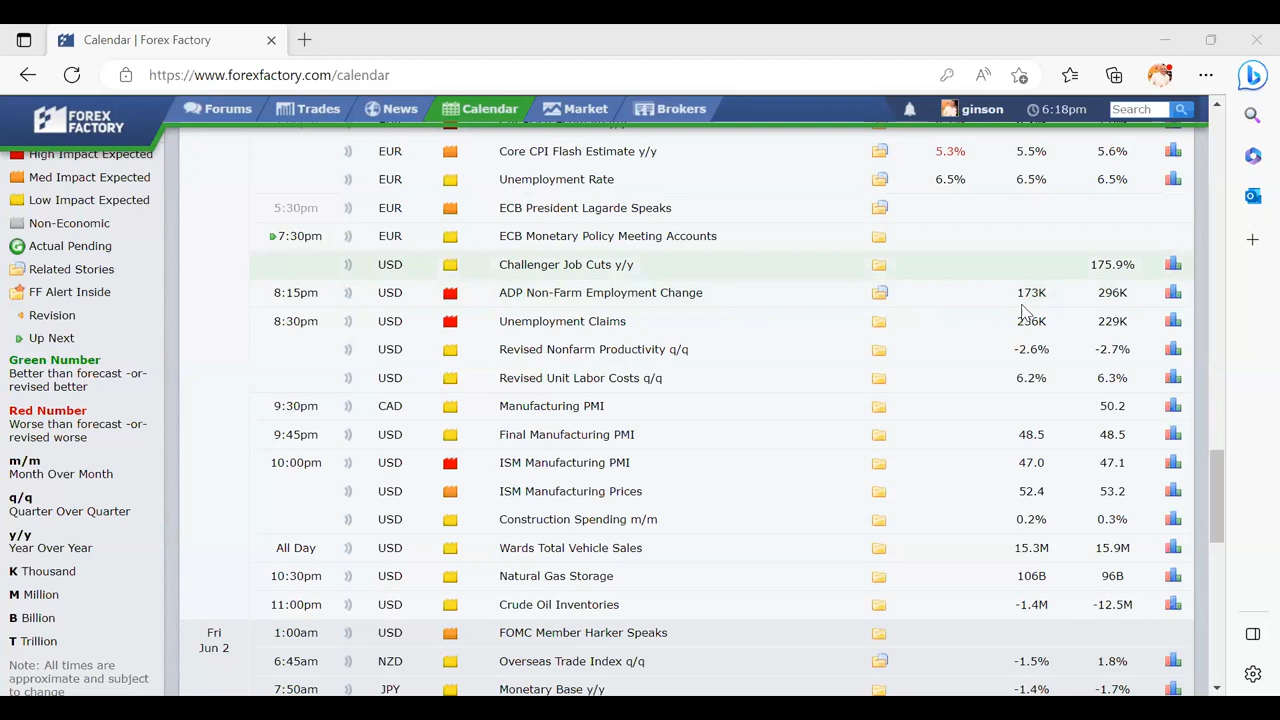 Calendar | Forex Factory
https://www.forexfactory.com/calendar
FOREX FACTORY
Forums Trades News Calendar Market Brokers ginson 6:18pm Search
High Impact Expected
Med Impact Expected
Low Impact Expected
Non-Economic
Actual Pending
Related Stories
FF Alert Inside
Revision
Up Next
Green Number
Better than forecast -or-
revised better
Red Number
Worse than forecast -or-
revised worse
m/m
Month Over Month
q/q
Quarter Over Quarter
y/y
Year Over Year
K Thousand
M Million
B Billion
T Trillion
Note: All times are
approximate and subject
to change
EUR Core CPI Flash Estimate y/y 5.3% 5.5% 5.6%
EUR Unemployment Rate 6.5% 6.5% 6.5%
5:30pm EUR ECB President Lagarde Speaks
7:30pm EUR ECB Monetary Policy Meeting Accounts
USD Challenger Job Cuts y/y 175.9%
8:15pm USD ADP Non-Farm Employment Change 173K 296K
8:30pm USD Unemployment Claims 236K 229K
USD Revised Nonfarm Productivity q/q -2.6% -2.7%
USD Revised Unit Labor Costs q/q 6.2% 6.3%
9:30pm CAD Manufacturing PMI 50.2
9:45pm USD Final Manufacturing PMI 48.5 48.5
10:00pm USD ISM Manufacturing PMI 47.0 47.1
USD ISM Manufacturing Prices 52.4 53.2
USD Construction Spending m/m 0.2% 0.3%
All Day USD Wards Total Vehicle Sales 15.3M 15.9M
10:30pm USD Natural Gas Storage 106B 96B
11:00pm USD Crude Oil Inventories -1.4M -12.5M
Fri
Jun 2
1:00am USD FOMC Member Harker Speaks
6:45am NZD Overseas Trade Index q/q -1.5% 1.8%
7:50am JPY Monetary Base y/y -1.4% -1.7%